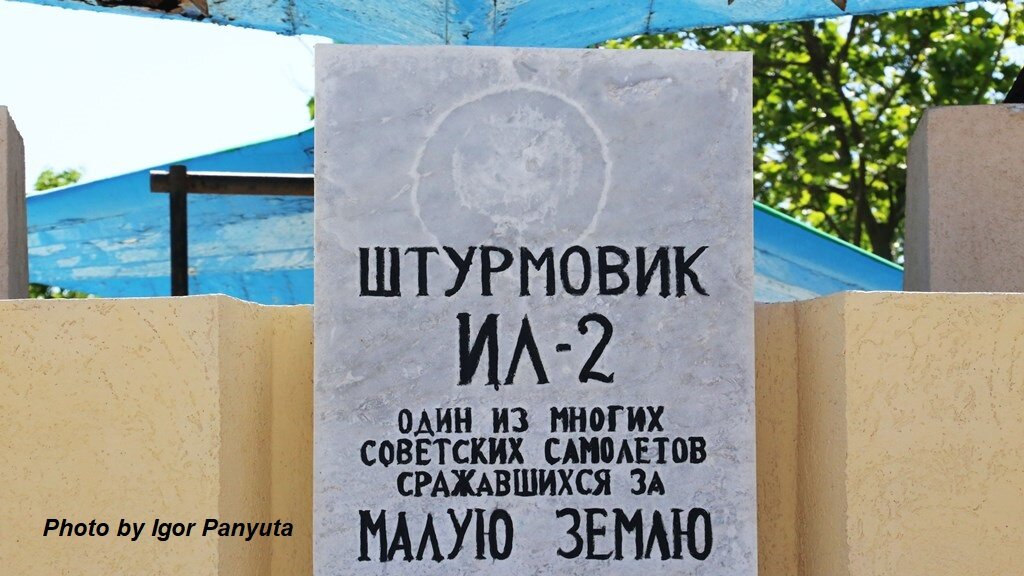 ШТУРМОВИК
ИЛ-2
ОДИН ИЗ МНОГИХ
СОВЕТСКИХ САМОЛЕТОВ
СРАЖАВШИХСЯ ЗА
МАЛУЮ ЗЕМЛЮ
Photo by Igor Panyuta